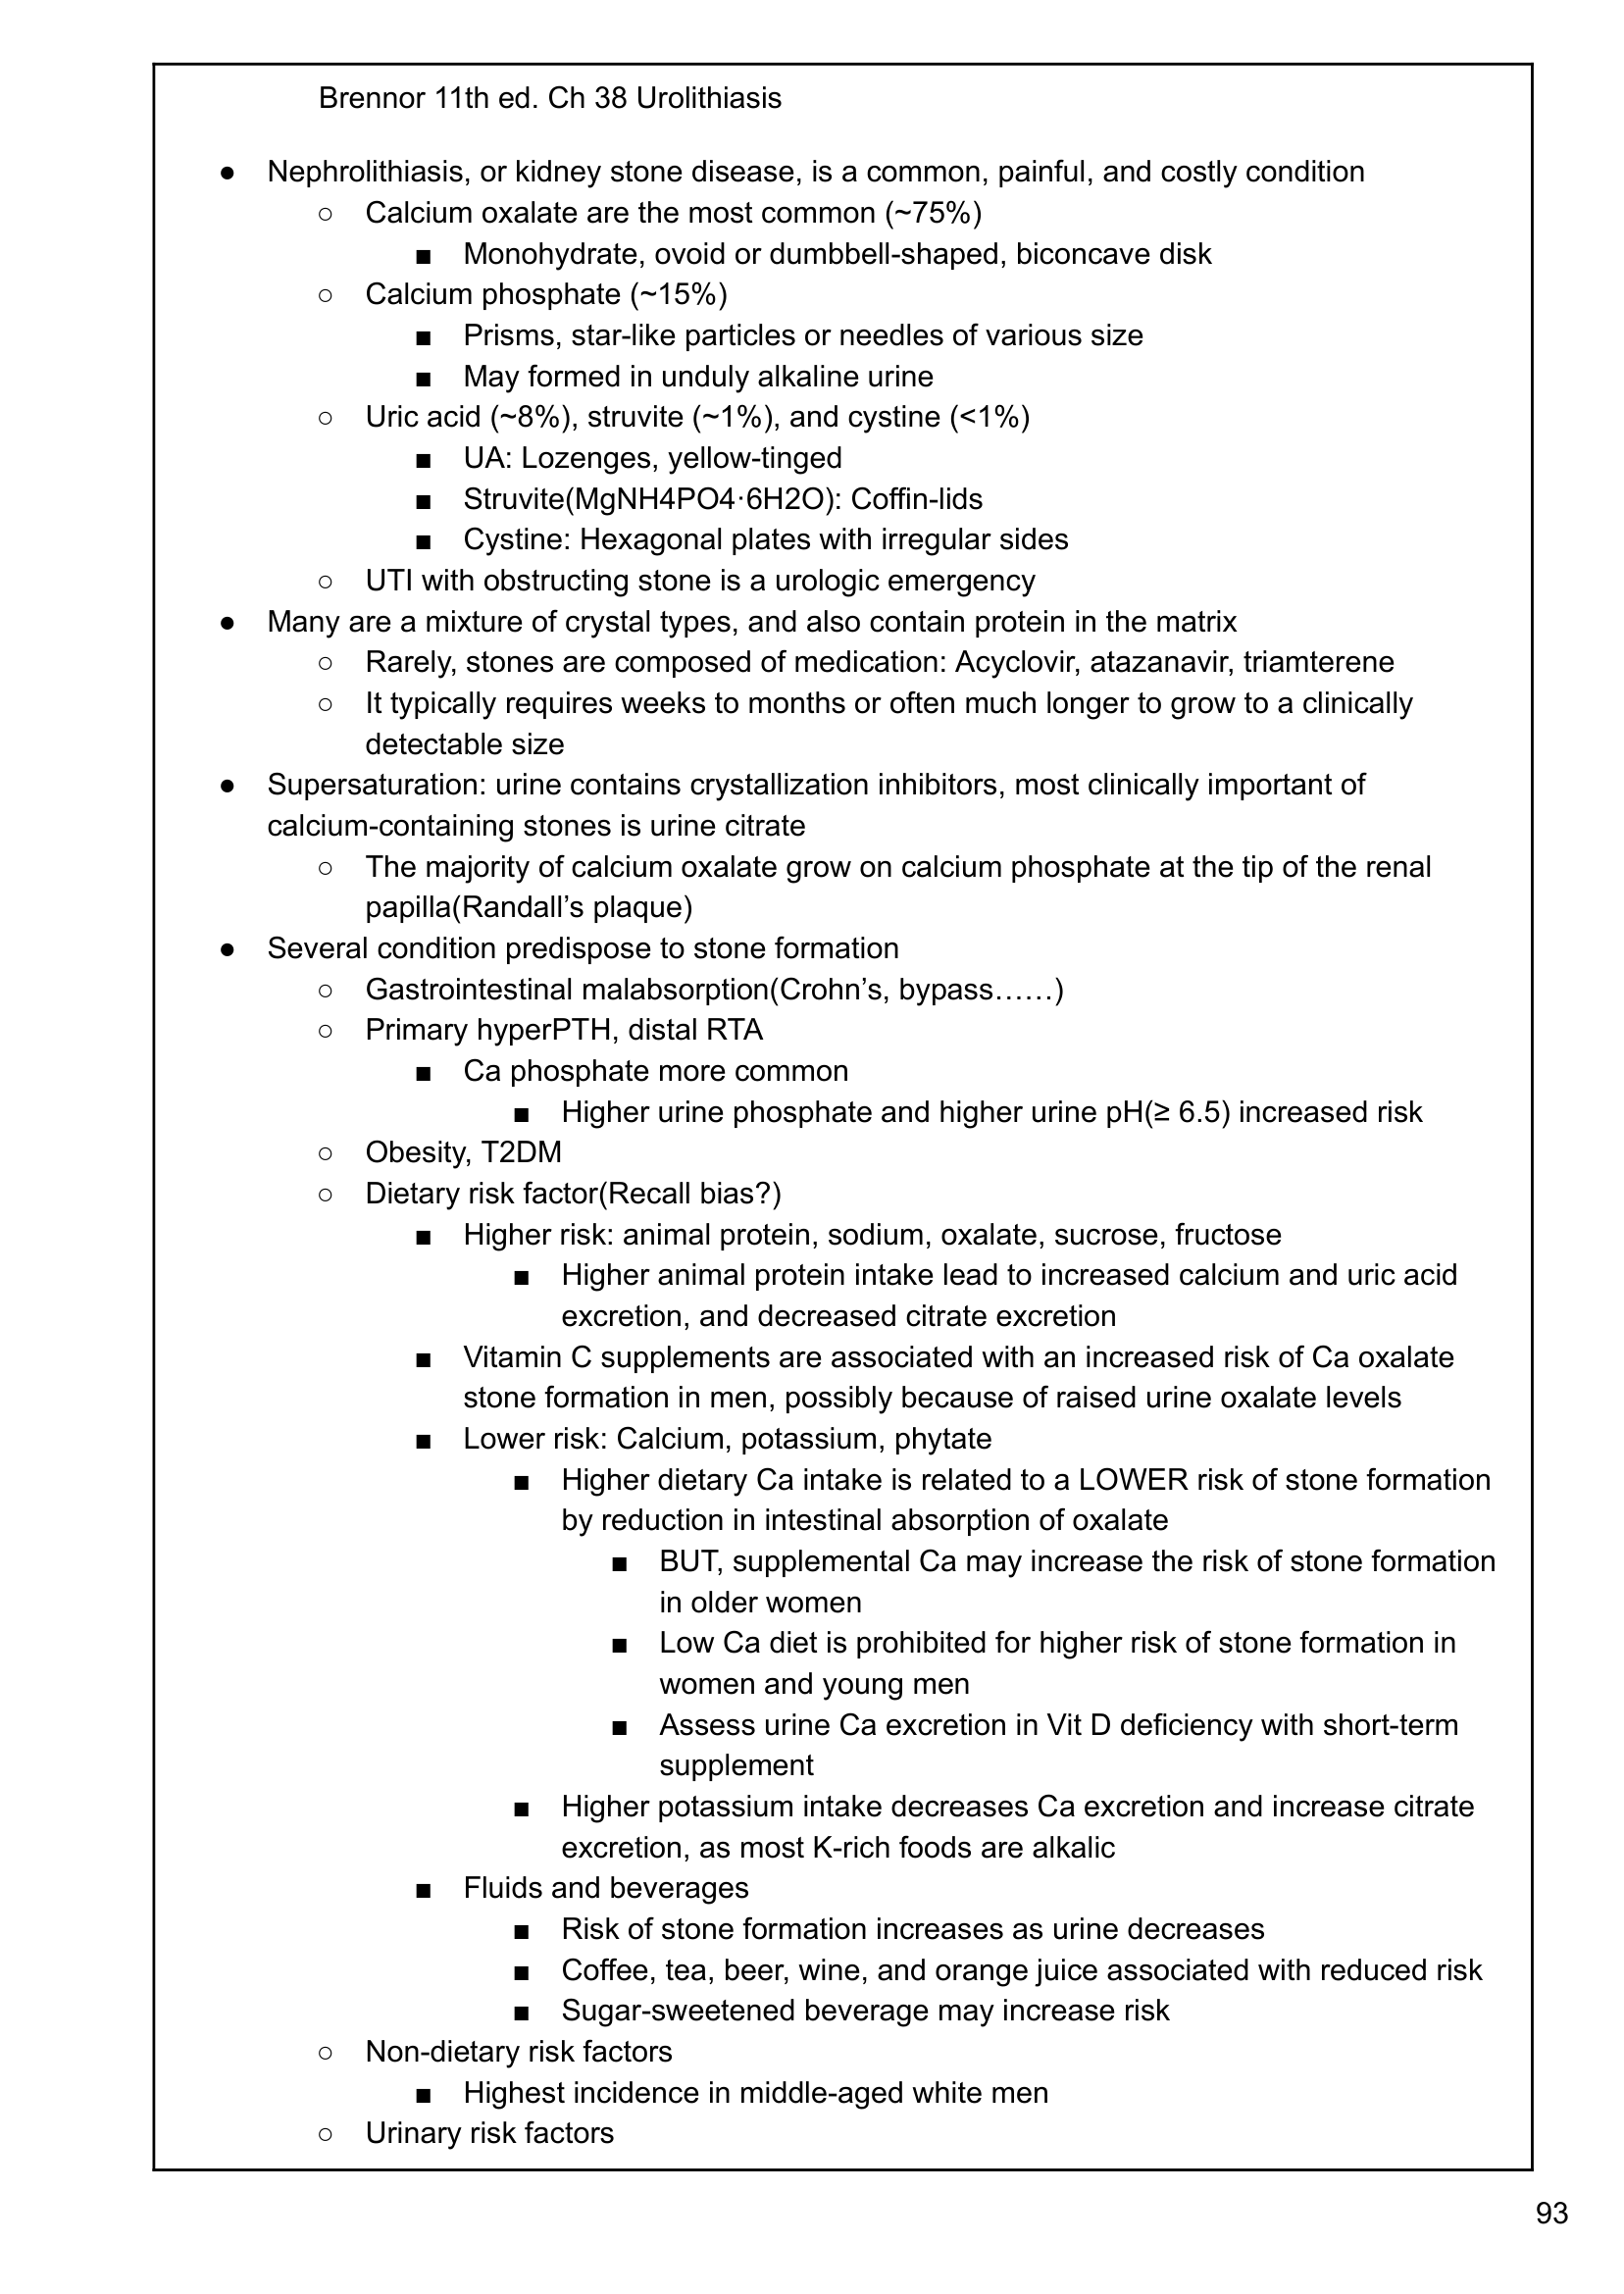 Brennor 11th ed. Ch 38 Urolithiasis
● Nephrolithiasis, or kidney stone disease, is a common, painful, and costly condition
○ Calcium oxalate are the most common (~75%)
■ Monohydrate, ovoid or dumbbell-shaped, biconcave disk
○ Calcium phosphate (~15%)
■ Prisms, star-like particles or needles of various size
■ May formed in unduly alkaline urine
○ Uric acid (~8%), struvite (~1%), and cystine (<1%)
■ UA: Lozenges, yellow-tinged
■ Struvite(MgNH4PO4·6H2O): Coffin-lids
■ Cystine: Hexagonal plates with irregular sides
○ UTI with obstructing stone is a urologic emergency
● Many are a mixture of crystal types, and also contain protein in the matrix
○ Rarely, stones are composed of medication: Acyclovir, atazanavir, triamterene
○ It typically requires weeks to months or often much longer to grow to a clinically
detectable size
● Supersaturation: urine contains crystallization inhibitors, most clinically important of
calcium-containing stones is urine citrate
○ The majority of calcium oxalate grow on calcium phosphate at the tip of the renal
papilla(Randall’s plaque)
● Several condition predispose to stone formation
○ Gastrointestinal malabsorption(Crohn’s, bypass……)
○ Primary hyperPTH, distal RTA
■ Ca phosphate more common
■ Higher urine phosphate and higher urine pH(≥ 6.5) increased risk
○ Obesity, T2DM
○ Dietary risk factor(Recall bias?)
■ Higher risk: animal protein, sodium, oxalate, sucrose, fructose
■ Higher animal protein intake lead to increased calcium and uric acid
excretion, and decreased citrate excretion
■ Vitamin C supplements are associated with an increased risk of Ca oxalate
stone formation in men, possibly because of raised urine oxalate levels
■ Lower risk: Calcium, potassium, phytate
■ Higher dietary Ca intake is related to a LOWER risk of stone formation
by reduction in intestinal absorption of oxalate
■ BUT, supplemental Ca may increase the risk of stone formation
in older women
■ Low Ca diet is prohibited for higher risk of stone formation in
women and young men
■ Assess urine Ca excretion in Vit D deficiency with short-term
supplement
■ Higher potassium intake decreases Ca excretion and increase citrate
excretion, as most K-rich foods are alkalic
■ Fluids and beverages
■ Risk of stone formation increases as urine decreases
■ Coffee, tea, beer, wine, and orange juice associated with reduced risk
■ Sugar-sweetened beverage may increase risk
○ Non-dietary risk factors
■ Highest incidence in middle-aged white men
○ Urinary risk factors
93